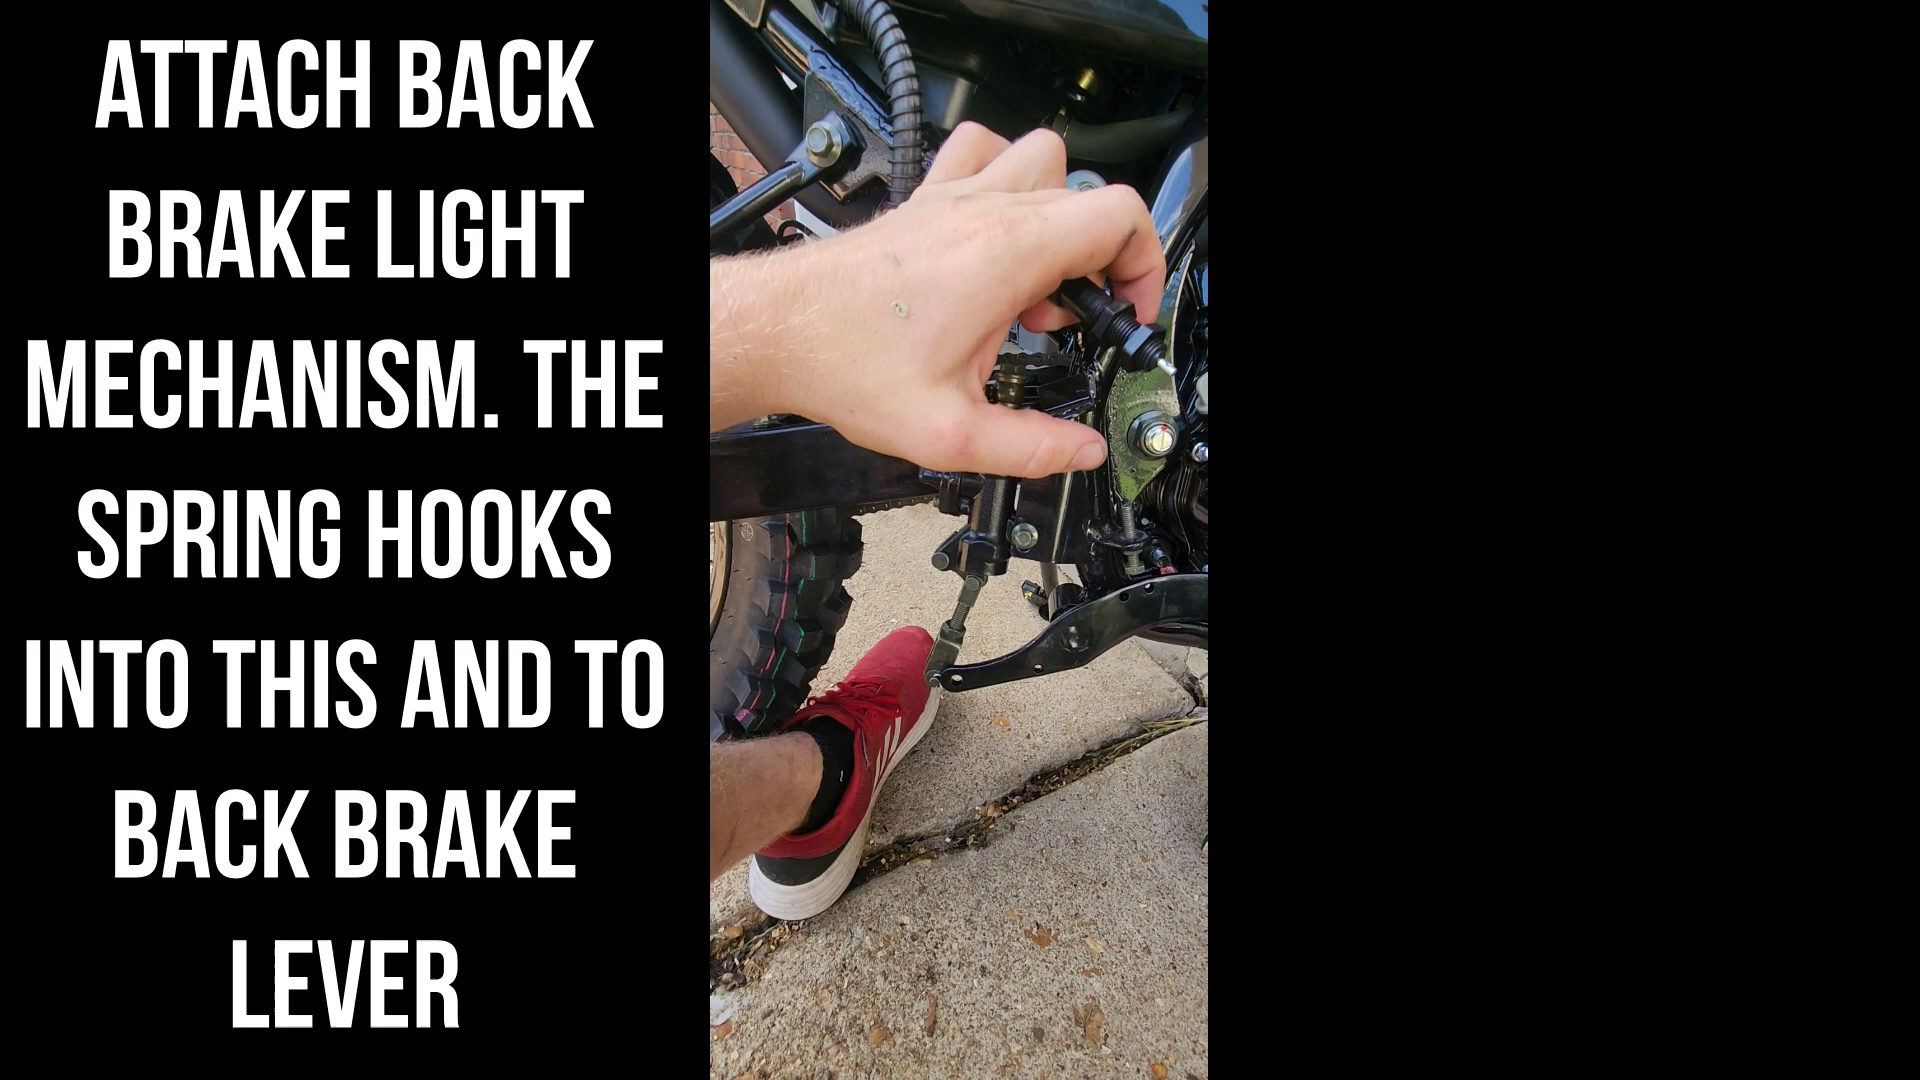 ATTACH BACK
BRAKE LIGHT
MECHANISM. THE
SPRING HOOKS
INTO THIS AND TO
BACK BRAKE
LEVER